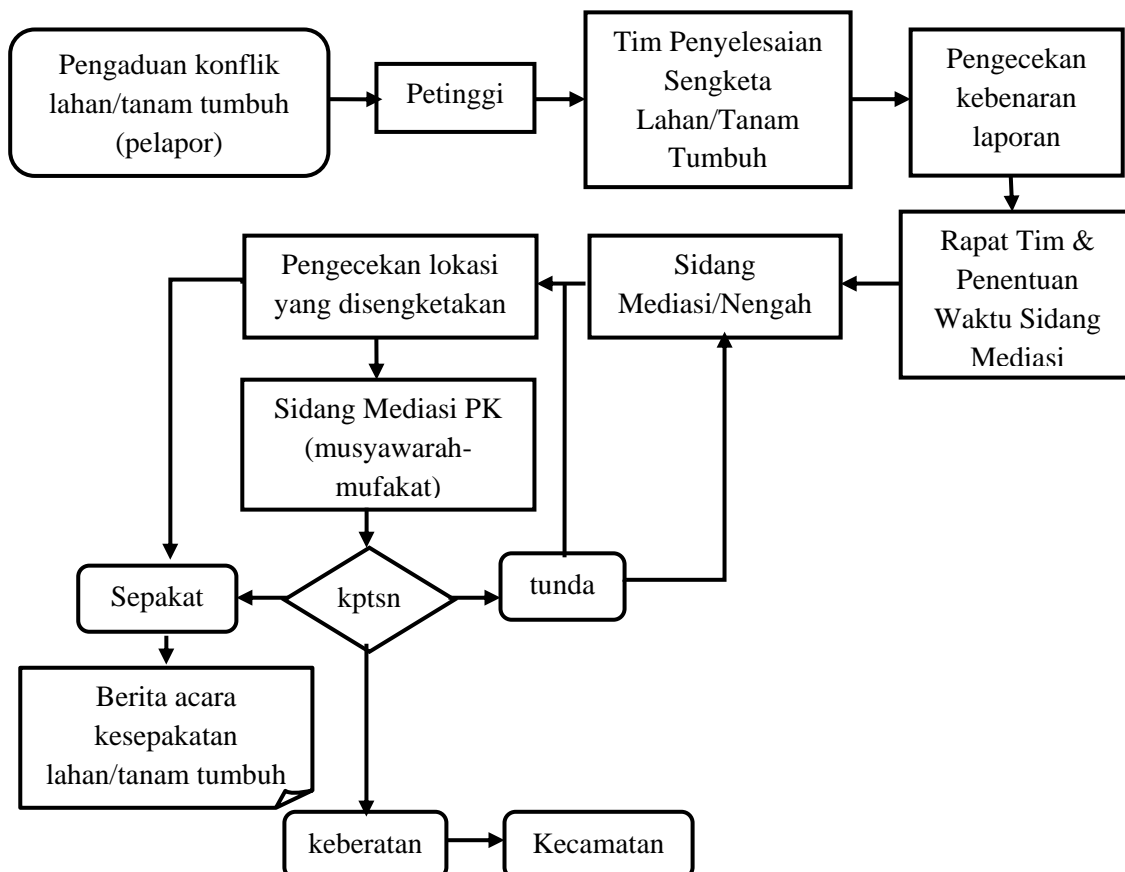 Pengaduan konflik
lahan/tanam tumbuh
(pelapor)
Petinggi
Tim Penyelesaian
Sengketa
Lahan/Tanam
Tumbuh
Pengecekan
kebenaran
laporan
Rapat Tim &
Penentuan
Waktu Sidang
Mediasi
Sidang
Mediasi/Nengah
Pengecekan lokasi
yang disengketakan
Sidang Mediasi PK
(musyawarah-
mufakat)
kptsn
tunda
Sepakat
Berita acara
kesepakatan
lahan/tanam tumbuh
keberatan
Kecamatan